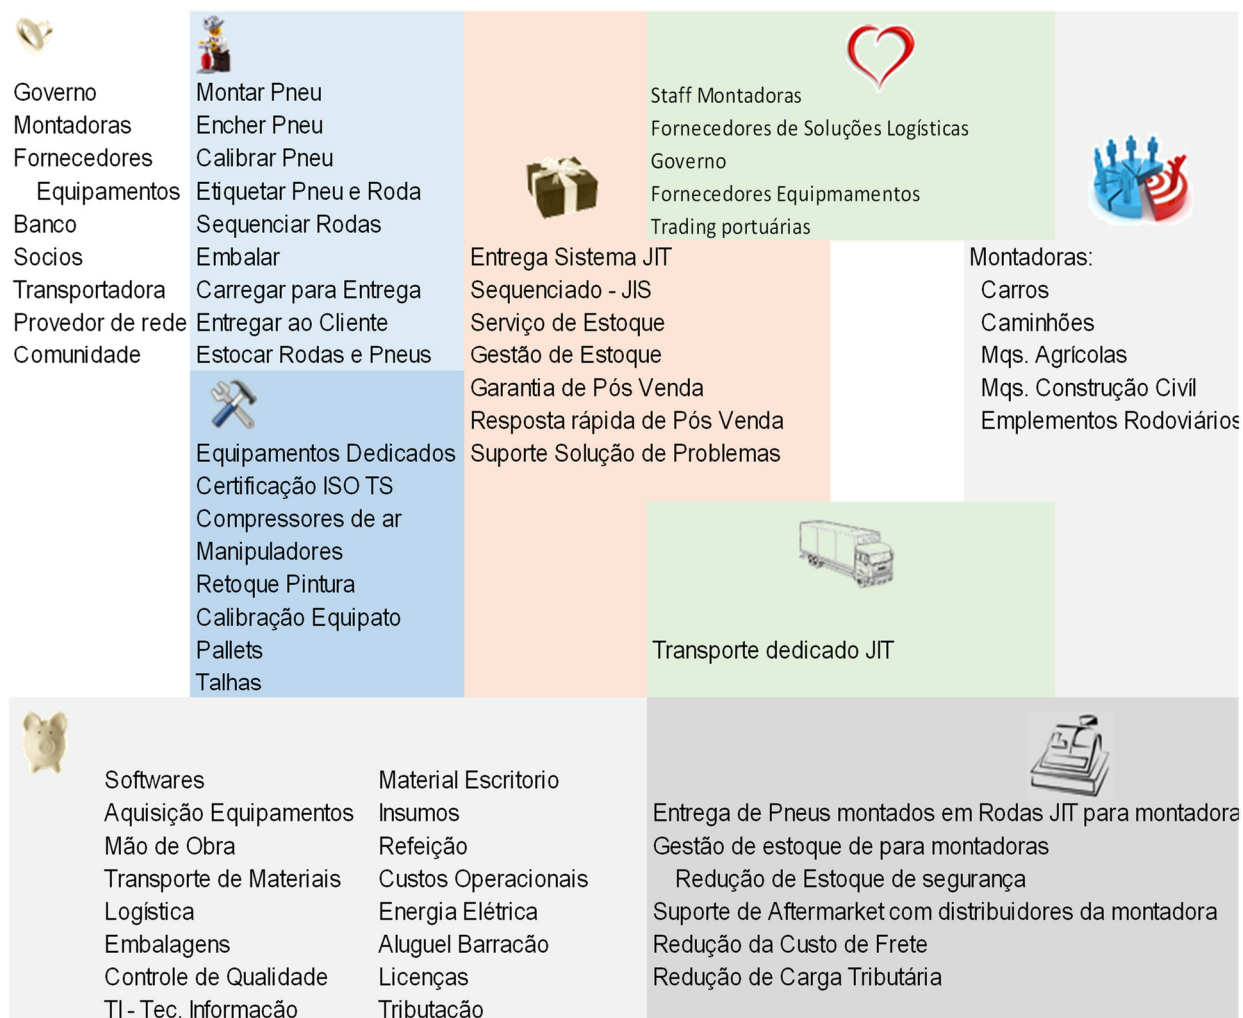 Governo
Montadoras
Fornecedores
Equipamentos
Banco
Socios
Transportadora
Provedor de rede
Comunidade
Montar Pneu
Encher Pneu
Calibrar Pneu
Etiquetar Pneu e Roda
Sequenciar Rodas
Embalar
Carregar para Entrega
Entregar ao Cliente
Estocar Rodas e Pneus
Equipamentos Dedicados
Certificação ISO TS
Compressores de ar
Manipuladores
Retoque Pintura
Calibração Equipato
Pallets
Talhas
Entrega Sistema JIT
Sequenciado - JIS
Serviço de Estoque
Gestão de Estoque
Garantia de Pós Venda
Resposta rápida de Pós Venda
Suporte Solução de Problemas
Staff Montadoras
Fornecedores de Soluções Logísticas
Governo
Fornecedores Equipmamentos
Trading portuárias
Transporte dedicado JIT
Montadoras:
Carros
Caminhões
Mqs. Agrícolas
Mqs. Construção Civíl
Emplementos Rodoviários
Softwares
Aquisição Equipamentos
Mão de Obra
Transporte de Materiais
Logística
Embalagens
Controle de Qualidade
TI - Tec. Informação
Material Escritorio
Insumos
Refeição
Custos Operacionais
Energia Elétrica
Aluguel Barracão
Licenças
Tributação
Entrega de Pneus montados em Rodas JIT para montadora
Gestão de estoque de para montadoras
Redução de Estoque de segurança
Suporte de Aftermarket com distribuidores da montadora
Redução da Custo de Frete
Redução de Carga Tributária